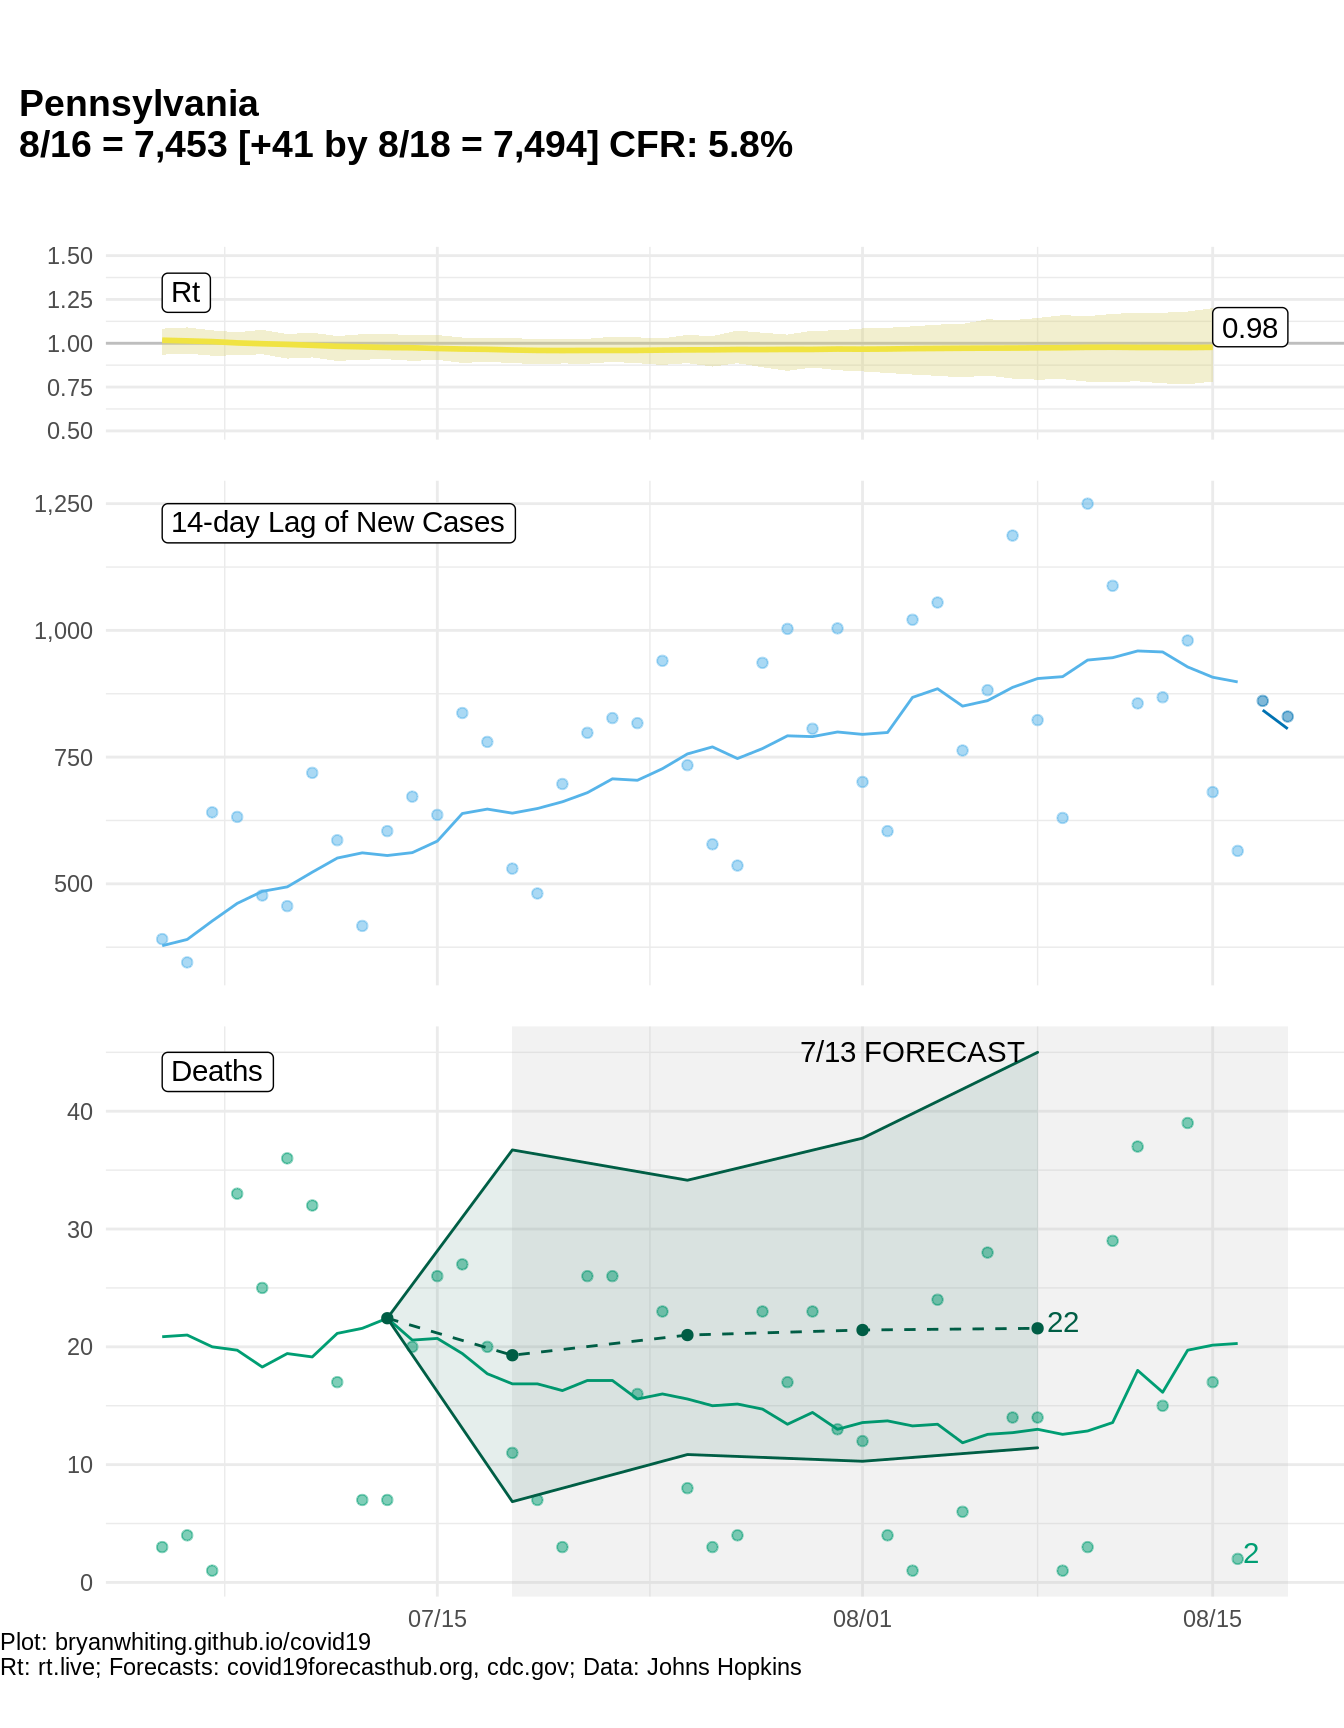 Pennsylvania
8/16 = 7,453 [+41 by 8/18 = 7,494] CFR: 5.8%
1.50
1.25
1.00
0.75
0.50
Rt
0.98
1,250
1,000
750
500
14-day Lag of New Cases
7/13 FORECAST
Deaths
40
30
20
10
0
22
2
07/15
08/01
08/15
Plot: bryanwhiting.github.io/covid19
Rt: rt.live; Forecasts: covid19forecasthub.org, cdc.gov; Data: Johns Hopkins